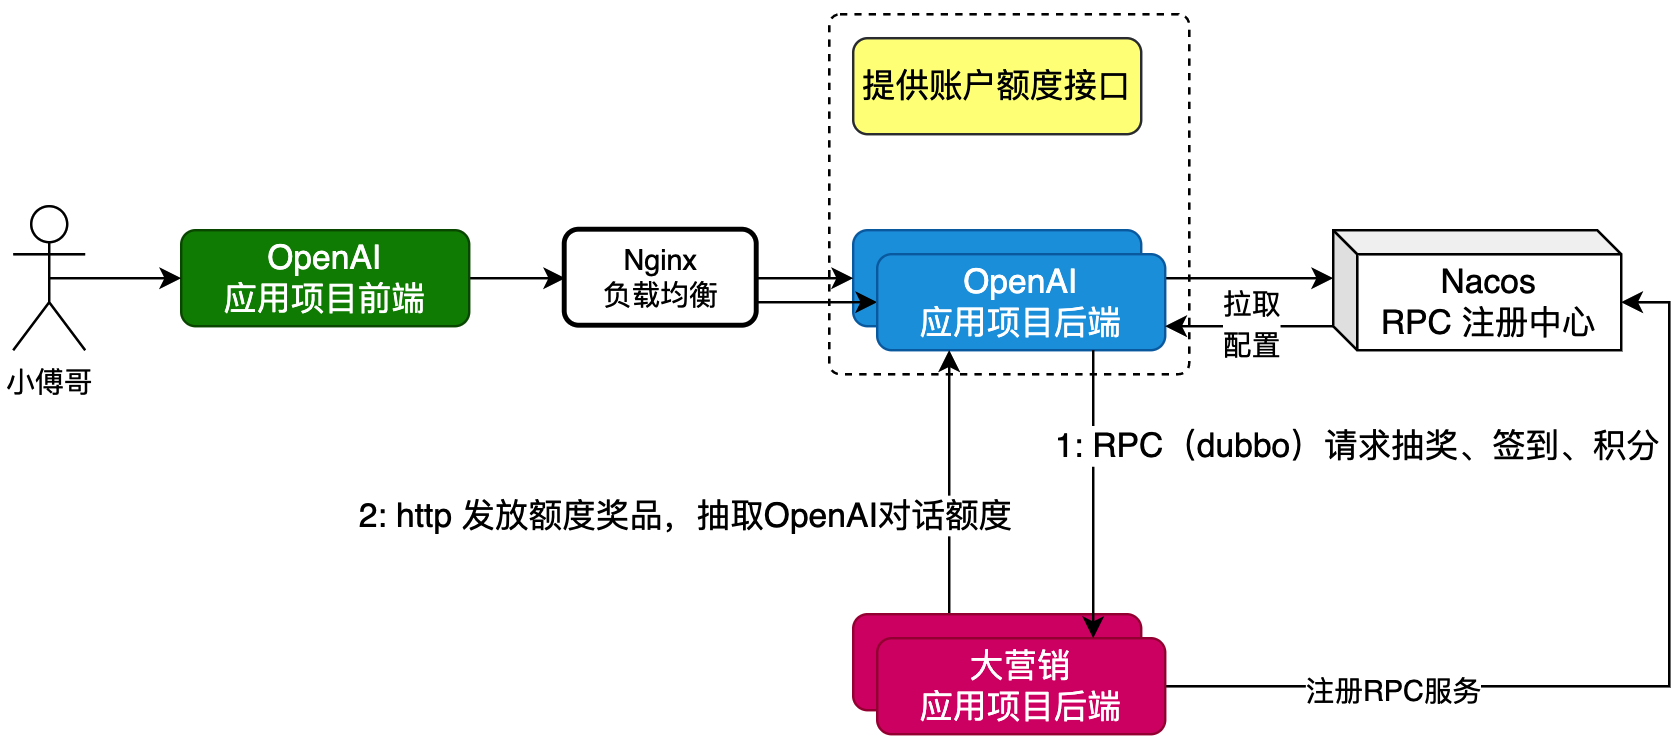 提供账户额度接口
小傅哥
OpenAI
应用项目前端
Nginx
负载均衡
OpenAI
应用项目后端
拉取
配置
Nacos
RPC 注册中心
1: RPC（dubbo）请求抽奖、签到、积分
2: http 发放额度奖品，抽取OpenAI对话额度
大营销
应用项目后端
注册RPC服务